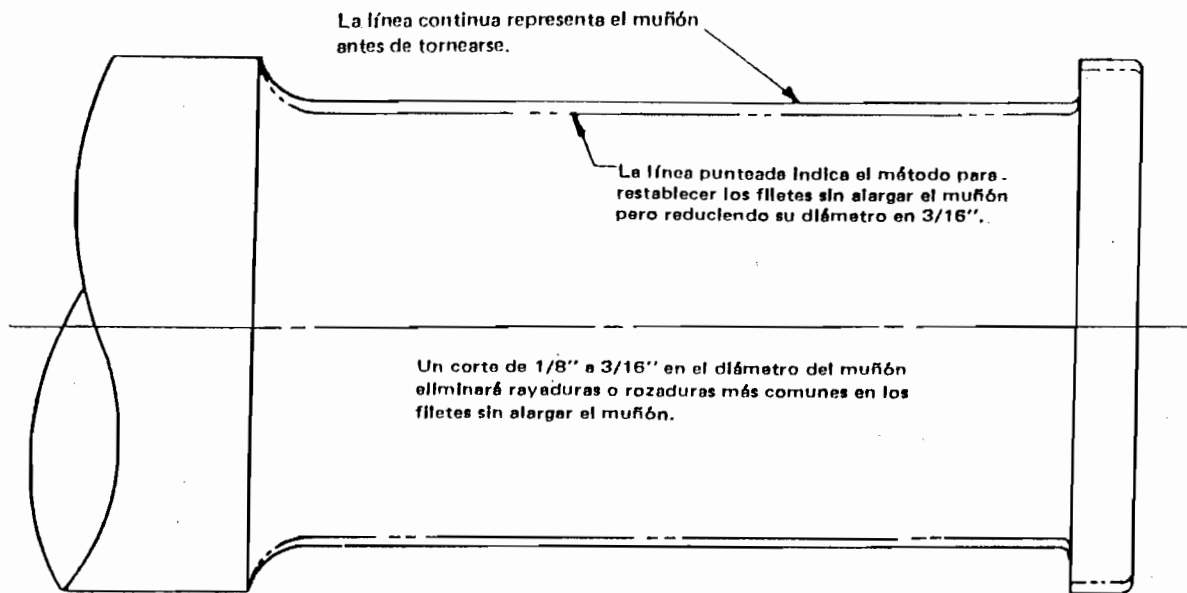 La línea continua representa el muñón
antes de tornearse.
La línea punteada indica el método para
restablecer los filetes sin alargar el muñón
pero reduciendo su diámetro en 3/16".
Un corte de 1/8" a 3/16" en el diámetro del muñón
eliminará rayaduras o rozaduras más comunes en los
filetes sin alargar el muñón.